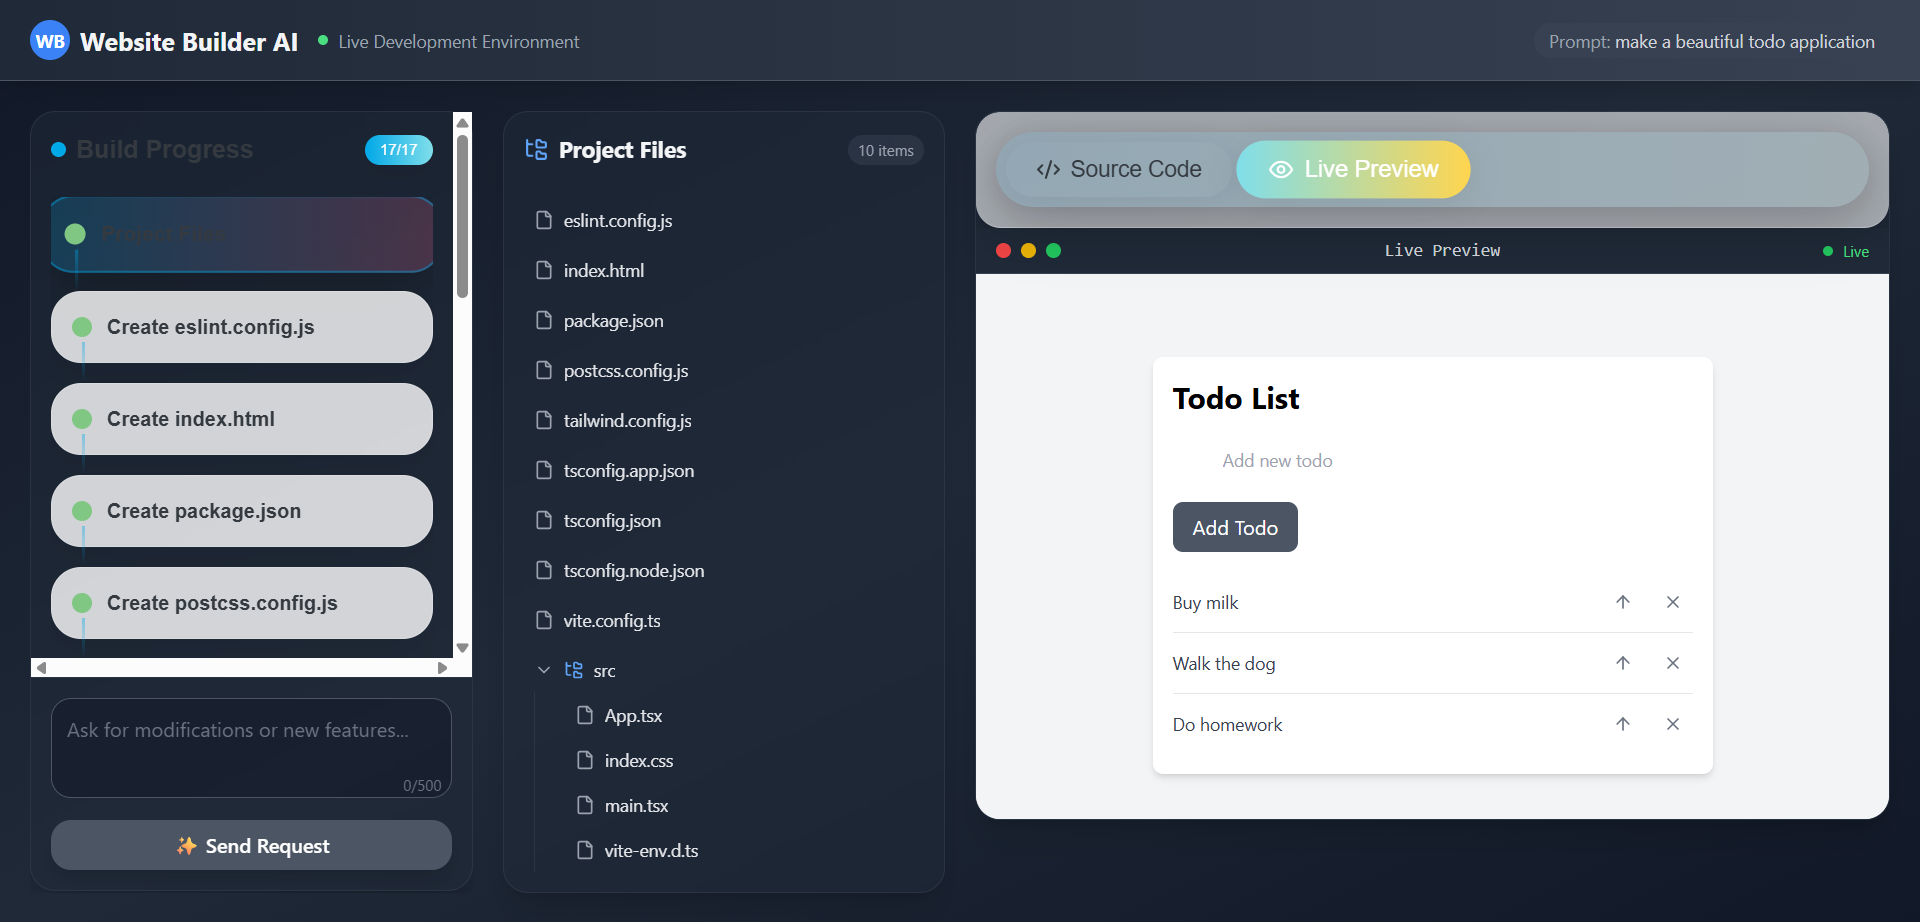 WB Website Builder AI Live Development Environment
Prompt: make a beautiful todo application
Build Progress 17/17
Project Files
Create eslint.config.js
Create index.html
Create package.json
Create postcss.config.js
Ask for modifications or new features...
0/500
✨ Send Request
Project Files 10 items
eslint.config.js
index.html
package.json
postcss.config.js
tailwind.config.js
tsconfig.app.json
tsconfig.json
tsconfig.node.json
vite.config.ts
src
App.tsx
index.css
main.tsx
vite-env.d.ts
Source Code Live Preview
Live Preview Live
Todo List
Add new todo
Add Todo
Buy milk
Walk the dog
Do homework